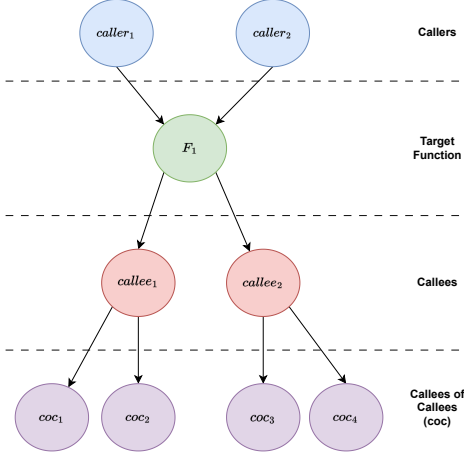 caller₁
caller₂
Callers
F₁
Target
Function
callee₁
callee₂
Callees
coc₁
coc₂
coc₃
coc₄
Callees of
Callees
(coc)